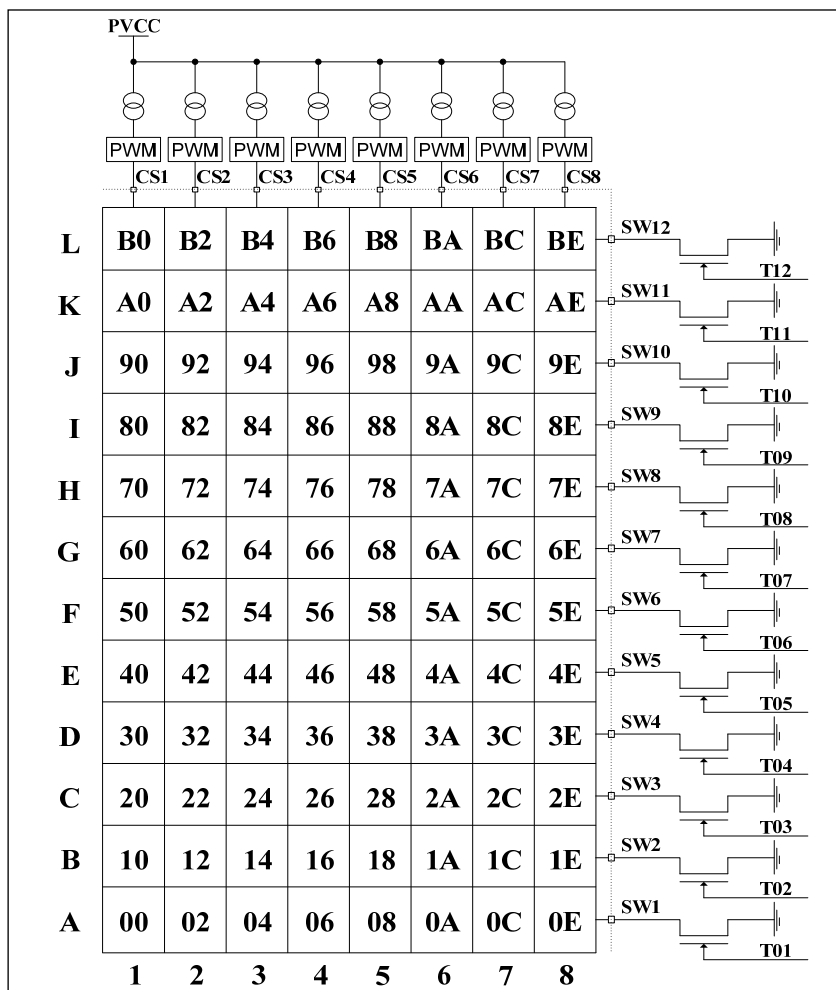 PVCC
PWM PWM PWM PWM PWM PWM PWM PWM
CS1 CS2 CS3 CS4 CS5 CS6 CS7 CS8
L B0 B2 B4 B6 B8 BA BC BE SW12
T12
K A0 A2 A4 A6 A8 AA AC AE SW11
T11
J 90 92 94 96 98 9A 9C 9E SW10
T10
I 80 82 84 86 88 8A 8C 8E SW9
T09
H 70 72 74 76 78 7A 7C 7E SW8
T08
G 60 62 64 66 68 6A 6C 6E SW7
T07
F 50 52 54 56 58 5A 5C 5E SW6
T06
E 40 42 44 46 48 4A 4C 4E SW5
T05
D 30 32 34 36 38 3A 3C 3E SW4
T04
C 20 22 24 26 28 2A 2C 2E SW3
T03
B 10 12 14 16 18 1A 1C 1E SW2
T02
A 00 02 04 06 08 0A 0C 0E SW1
T01
1 2 3 4 5 6 7 8